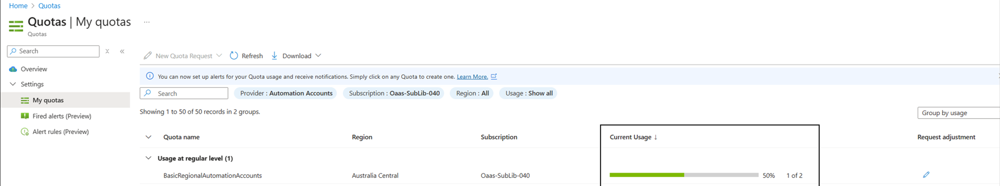 Home > Quotas
Quotas | My quotas ...
Quotas
Search
Overview
Settings
My quotas
Fired alerts (Preview)
Alert rules (Preview)
New Quota Request Refresh Download
You can now set up alerts for your Quota usage and receive notifications. Simply click on any Quota to create one. Learn More.
Search Provider : Automation Accounts Subscription : Oaas-SubLib-040 Region : All Usage : Show all
Showing 1 to 50 of 50 records in 2 groups.
Group by usage
Quota name Region Subscription Current Usage ↓ Request adjustment
Usage at regular level (1)
BasicRegionalAutomationAccounts Australia Central Oaas-SubLib-040 50% 1 of 2